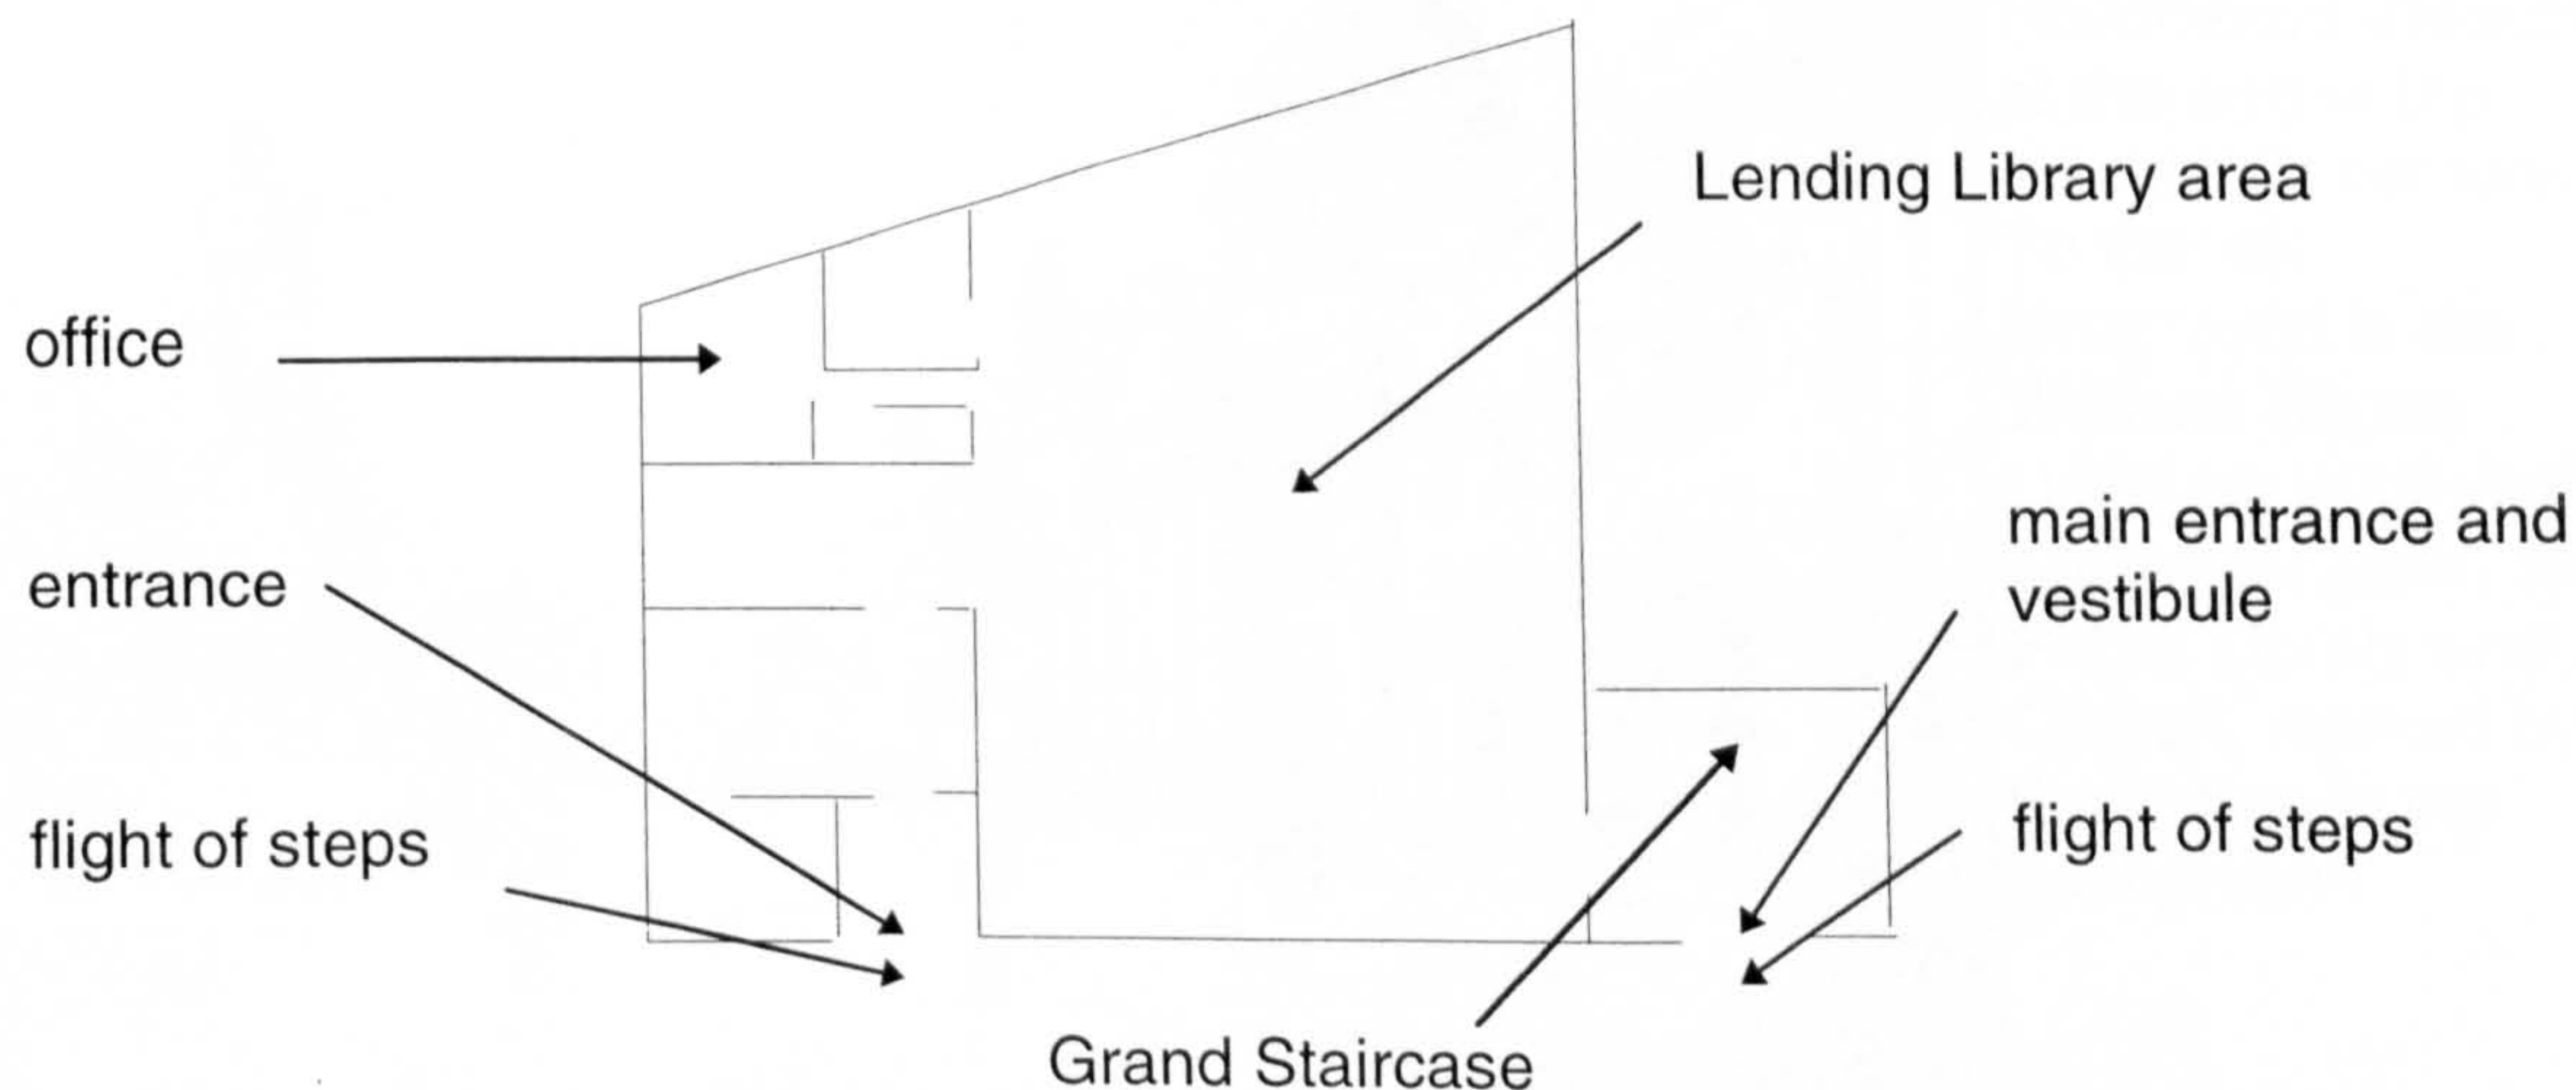 Lending Library area
office
main entrance and
vestibule
entrance
flight of steps
flight of steps
Grand Staircase